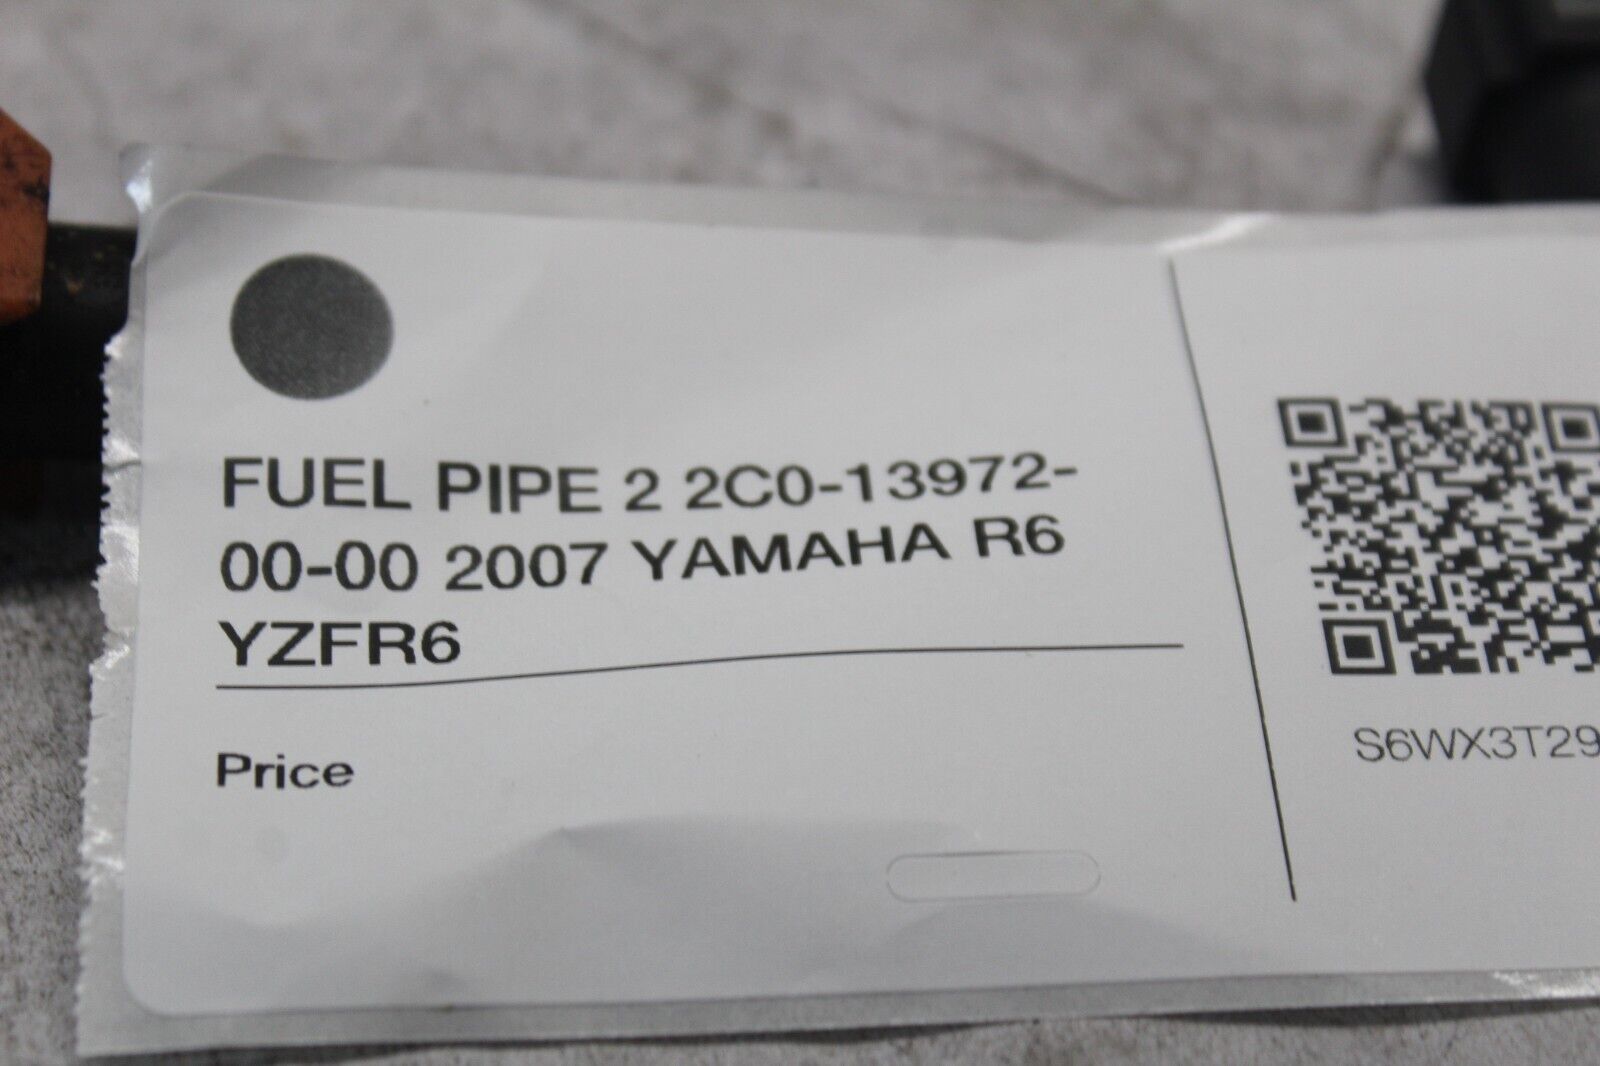 FUEL PIPE 2 2C0-13972-
00-00 2007 YAMAHA R6
YZFR6
Price
S6WX3T29